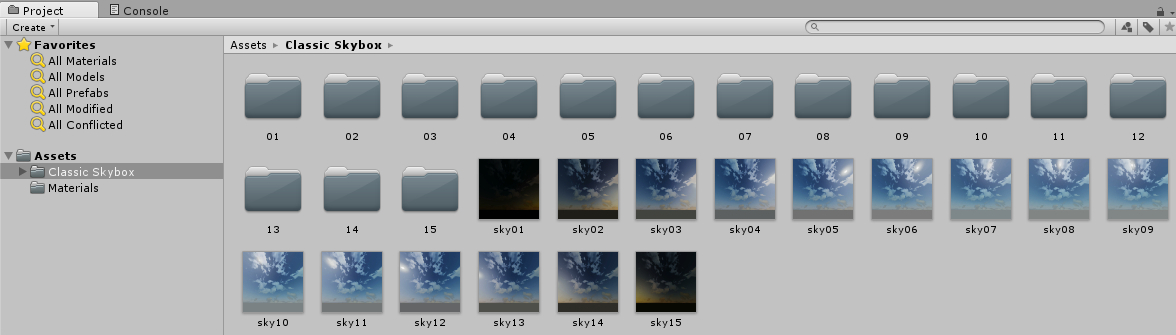 Project Console
Create
Favorites
All Materials
All Models
All Prefabs
All Modified
All Conflicted
Assets
Classic Skybox
Materials
Assets ▸ Classic Skybox ▸
01 02 03 04 05 06 07 08 09 10 11 12
13 14 15 sky01 sky02 sky03 sky04 sky05 sky06 sky07 sky08 sky09
sky10 sky11 sky12 sky13 sky14 sky15